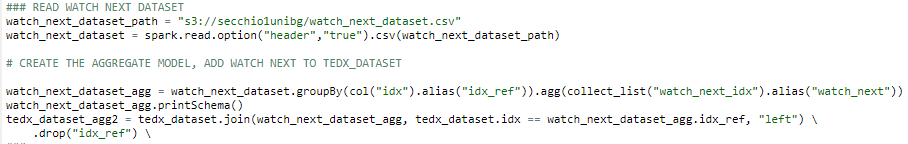 ### READ WATCH NEXT DATASET
watch_next_dataset_path = "s3://secchio1unibg/watch_next_dataset.csv"
watch_next_dataset = spark.read.option("header","true").csv(watch_next_dataset_path)
# CREATE THE AGGREGATE MODEL, ADD WATCH NEXT TO TEDX_DATASET
watch_next_dataset_agg = watch_next_dataset.groupBy(col("idx").alias("idx_ref")).agg(collect_list("watch_next_idx").alias("watch_next"))
watch_next_dataset_agg.printSchema()
tedx_dataset_agg2 = tedx_dataset.join(watch_next_dataset_agg, tedx_dataset.idx == watch_next_dataset_agg.idx_ref, "left") \
    .drop("idx_ref") \